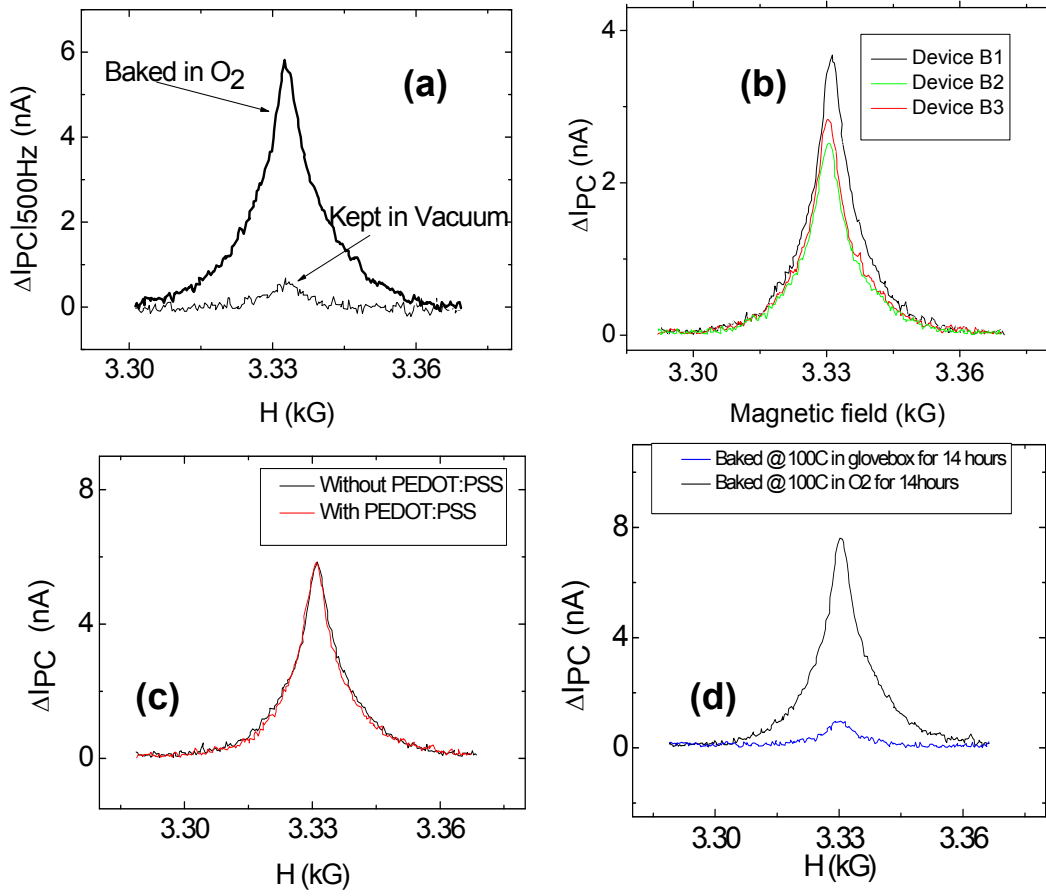 (a)
Baked in O2
Kept in Vacuum
ΔIPC|500Hz (nA)
6
4
2
0
3.30
3.33
3.36
H (kG)
(b)
Device B1
Device B2
Device B3
ΔIPC (nA)
4
2
0
3.30
3.33
3.36
Magnetic field (kG)
(c)
Without PEDOT:PSS
With PEDOT:PSS
ΔIPC (nA)
8
4
0
3.30
3.33
3.36
H (kG)
(d)
Baked @ 100C in glovebox for 14 hours
Baked @ 100C in O2 for 14hours
ΔIPC (nA)
8
4
0
3.30
3.33
3.36
H (kG)